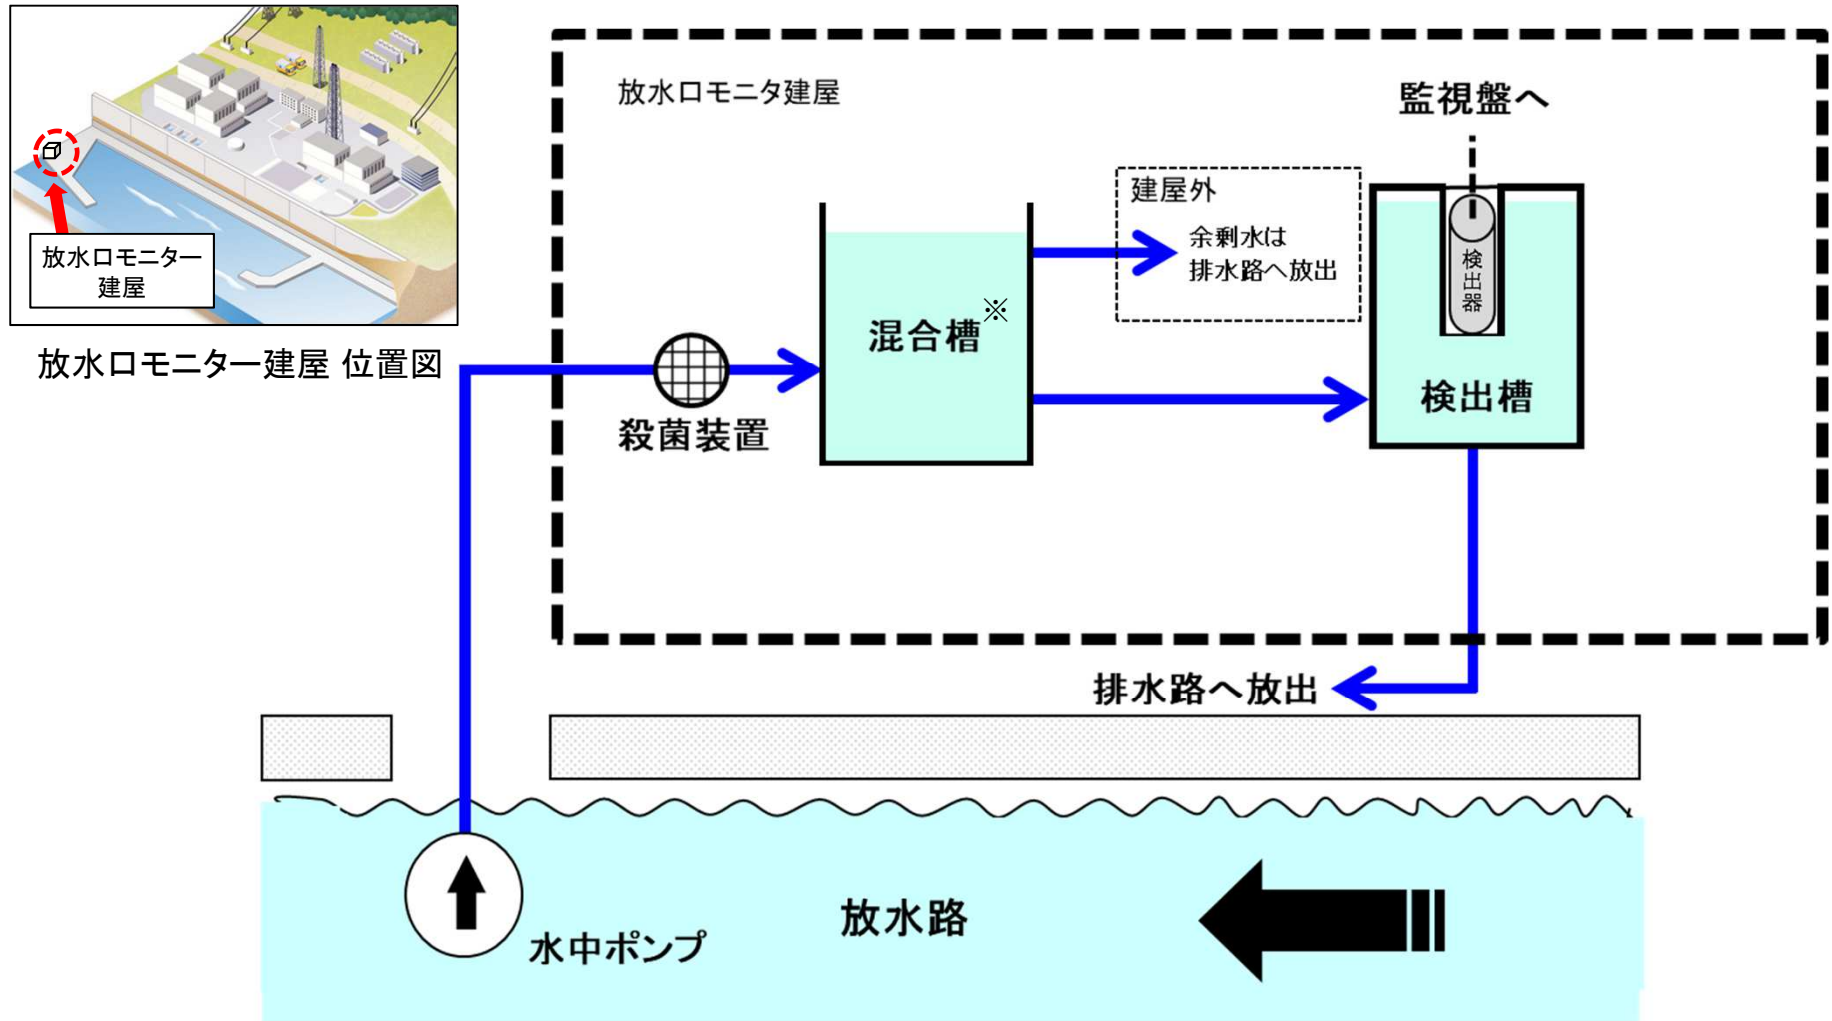 放水口モニター
建屋
放水口モニター建屋 位置図
放水口モニタ建屋
監視盤へ
建屋外
余剰水は
排水路へ放出
検出器
混合槽※
検出槽
殺菌装置
排水路へ放出
放水路
水中ポンプ